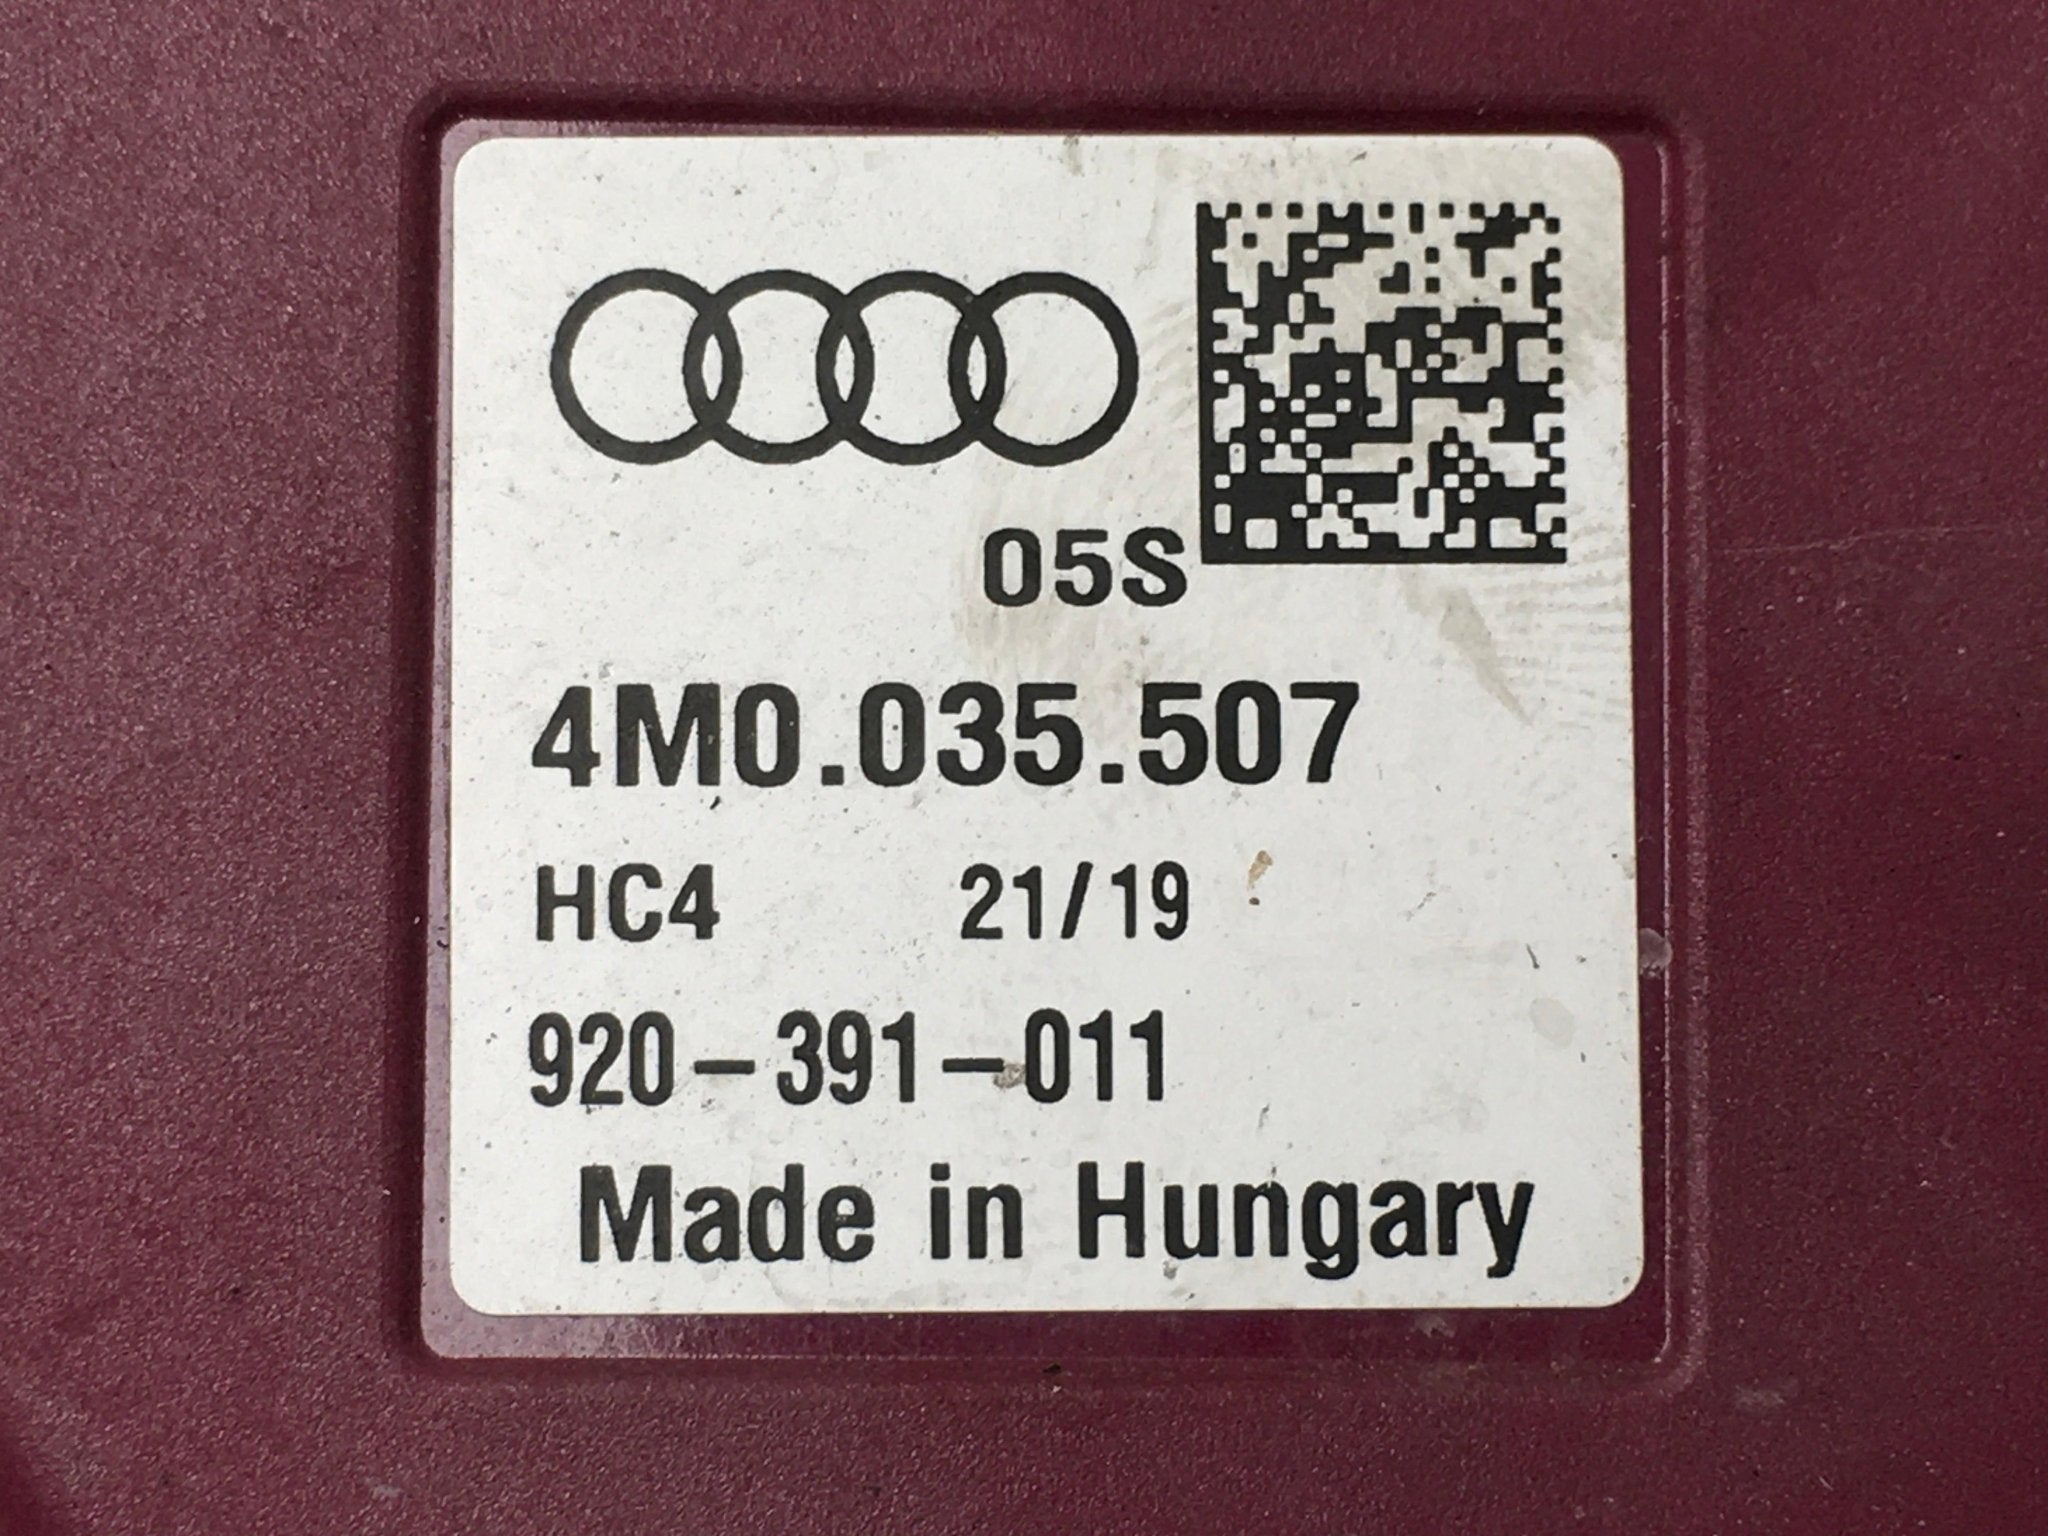 05S
4M0.035.507
HC4 21/19
920-391-011
Made in Hungary